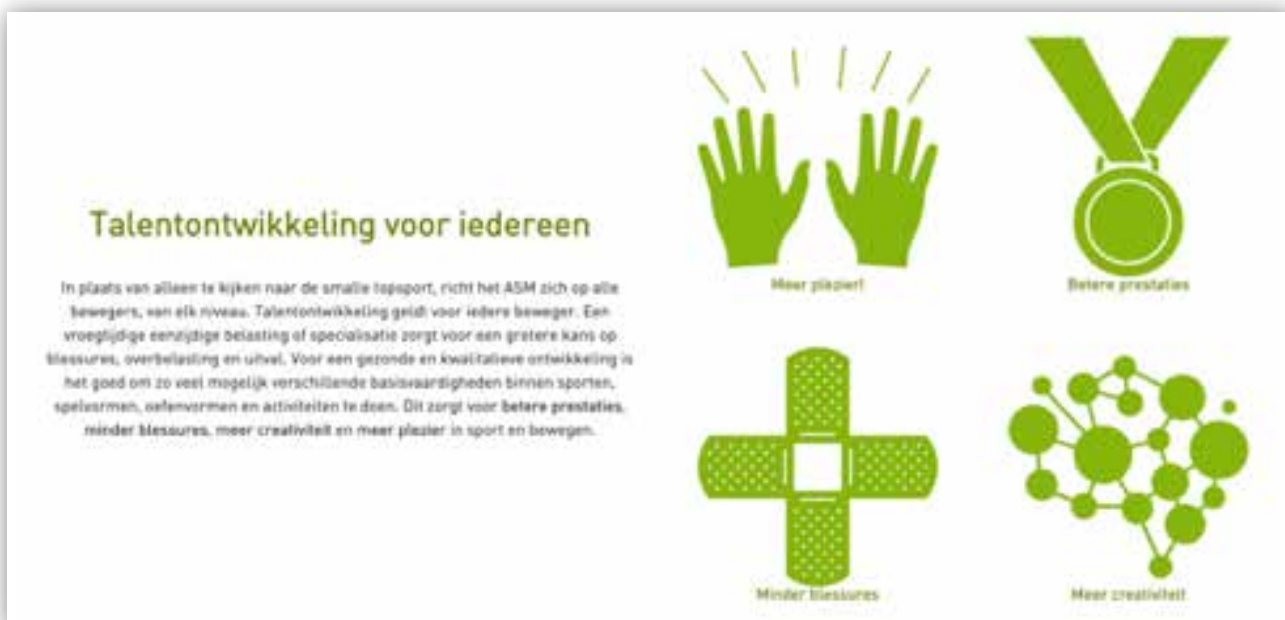 Talentontwikkeling voor iedereen
In plaats van alleen te kijken naar de smalle topsport, richt het ASM zich op alle
bewegers, van elk niveau. Talentontwikkeling geldt voor iedere beweger. Een
vroegtijdige eenzijdige belasting of specialisatie zorgt voor een grotere kans op
blessures, overbelasting en uitval. Voor een gezonde en kwalitatieve ontwikkeling is
het goed om zo veel mogelijk verschillende basisvaardigheden binnen sporten,
spelvormen, oefenvormen en activiteiten te doen. Dit zorgt voor betere prestaties,
minder blessures, meer creativiteit en meer plezier in sport en bewegen.
Meer plezier!
Betere prestaties
Minder blessures
Meer creativiteit